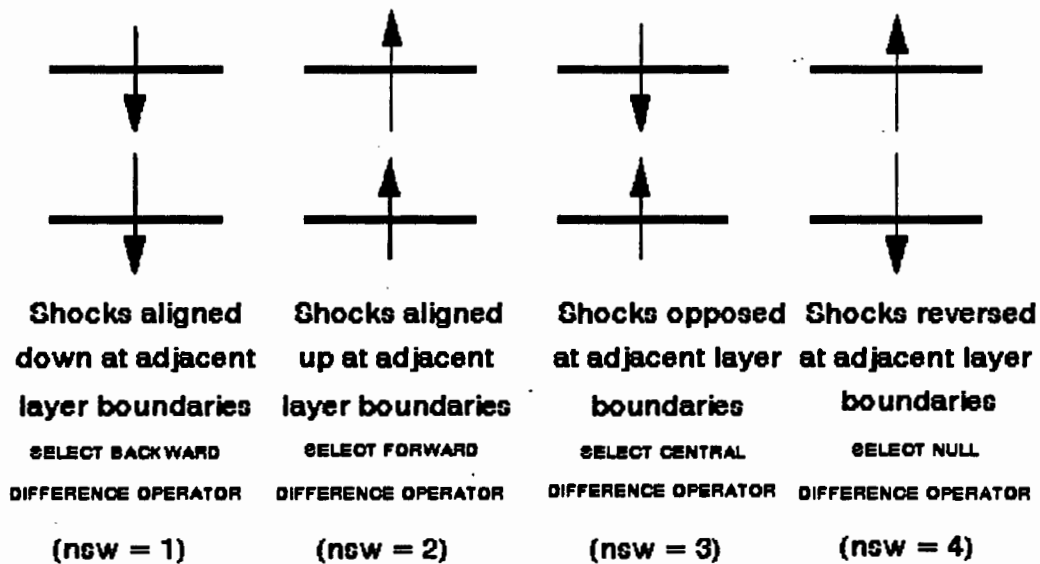 Shocks aligned
down at adjacent
layer boundaries
SELECT BACKWARD
DIFFERENCE OPERATOR
(nsw = 1)
Shocks aligned
up at adjacent
layer boundaries
SELECT FORWARD
DIFFERENCE OPERATOR
(nsw = 2)
Shocks opposed
at adjacent layer
boundaries
SELECT CENTRAL
DIFFERENCE OPERATOR
(nsw = 3)
Shocks reversed
at adjacent layer
boundaries
SELECT NULL
DIFFERENCE OPERATOR
(nsw = 4)